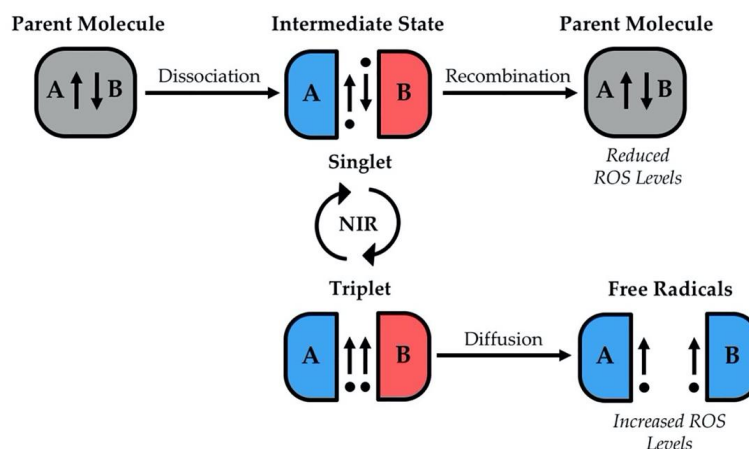 Parent Molecule
Intermediate State
Parent Molecule
A B
Dissociation
A
B
Recombination
A B
Singlet
Reduced
ROS Levels
NIR
Triplet
Free Radicals
A
B
Diffusion
A
B
Increased ROS
Levels